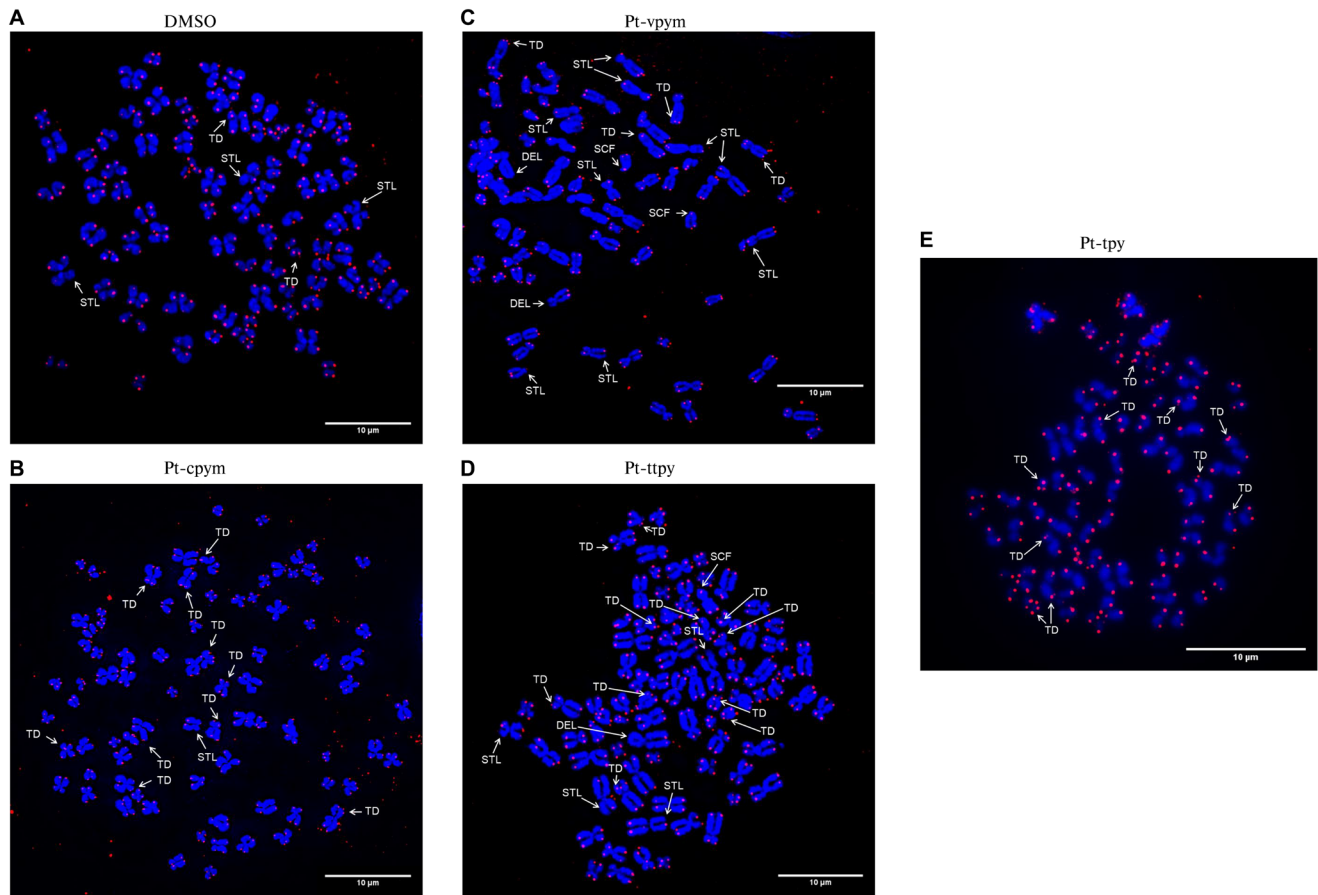 A
DMSO
TD
STL
STL
TD
STL
10 µm
B
Pt-cpym
TD
TD
TD
TD
TD
TD
TD
STL
TD
TD
TD
10 µm
C
Pt-vpym
TD
STL
TD
STL
TD
STL
SCF
DEL
STL
TD
SCF
STL
DEL
STL
STL
10 µm
D
Pt-ttpy
TD
TD
SCF
TD
TD
TD
TD
STL
TD
TD
TD
DEL
TD
STL
TD
STL
STL
10 µm
E
Pt-tpy
TD
TD
TD
TD
TD
TD
TD
TD
TD
10 µm